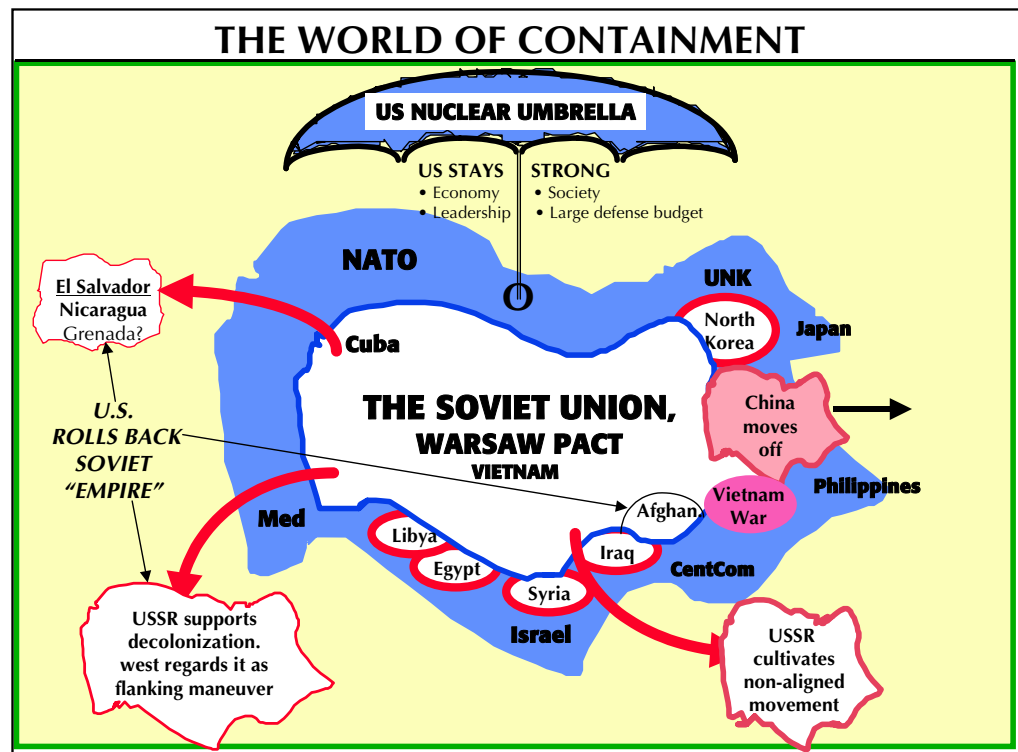 THE WORLD OF CONTAINMENT
US NUCLEAR UMBRELLA
US STAYS
• Economy
• Leadership
STRONG
• Society
• Large defense budget
NATO
UNK
Japan
North
Korea
El Salvador
Nicaragua
Grenada?
Cuba
THE SOVIET UNION,
WARSAW PACT
VIETNAM
China
moves
off
U.S.
ROLLS BACK
SOVIET
“EMPIRE”
Philippines
Vietnam
War
Afghan
Med
Libya
Egypt
Syria
Iraq
CentCom
Israel
USSR supports
decolonization.
west regards it as
flanking maneuver
USSR
cultivates
non-aligned
movement